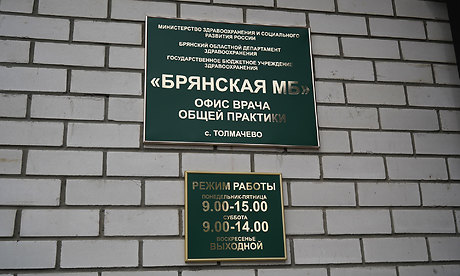 МИНИСТЕРСТВО ЗДРАВООХРАНЕНИЯ И СОЦИАЛЬНОГО
РАЗВИТИЯ РОССИИ
БРЯНСКИЙ ОБЛАСТНОЙ ДЕПАРТАМЕНТ
ЗДРАВООХРАНЕНИЯ
ГОСУДАРСТВЕННОЕ БЮДЖЕТНОЕ УЧРЕЖДЕНИЕ
ЗДРАВООХРАНЕНИЯ
«БРЯНСКАЯ МБ»
ОФИС ВРАЧА
ОБЩЕЙ ПРАКТИКИ
с. ТОЛМАЧЕВО
РЕЖИМ РАБОТЫ
ПОНЕДЕЛЬНИК-ПЯТНИЦА
9.00-15.00
СУББОТА
9.00-14.00
ВОСКРЕСЕНЬЕ
ВЫХОДНОЙ